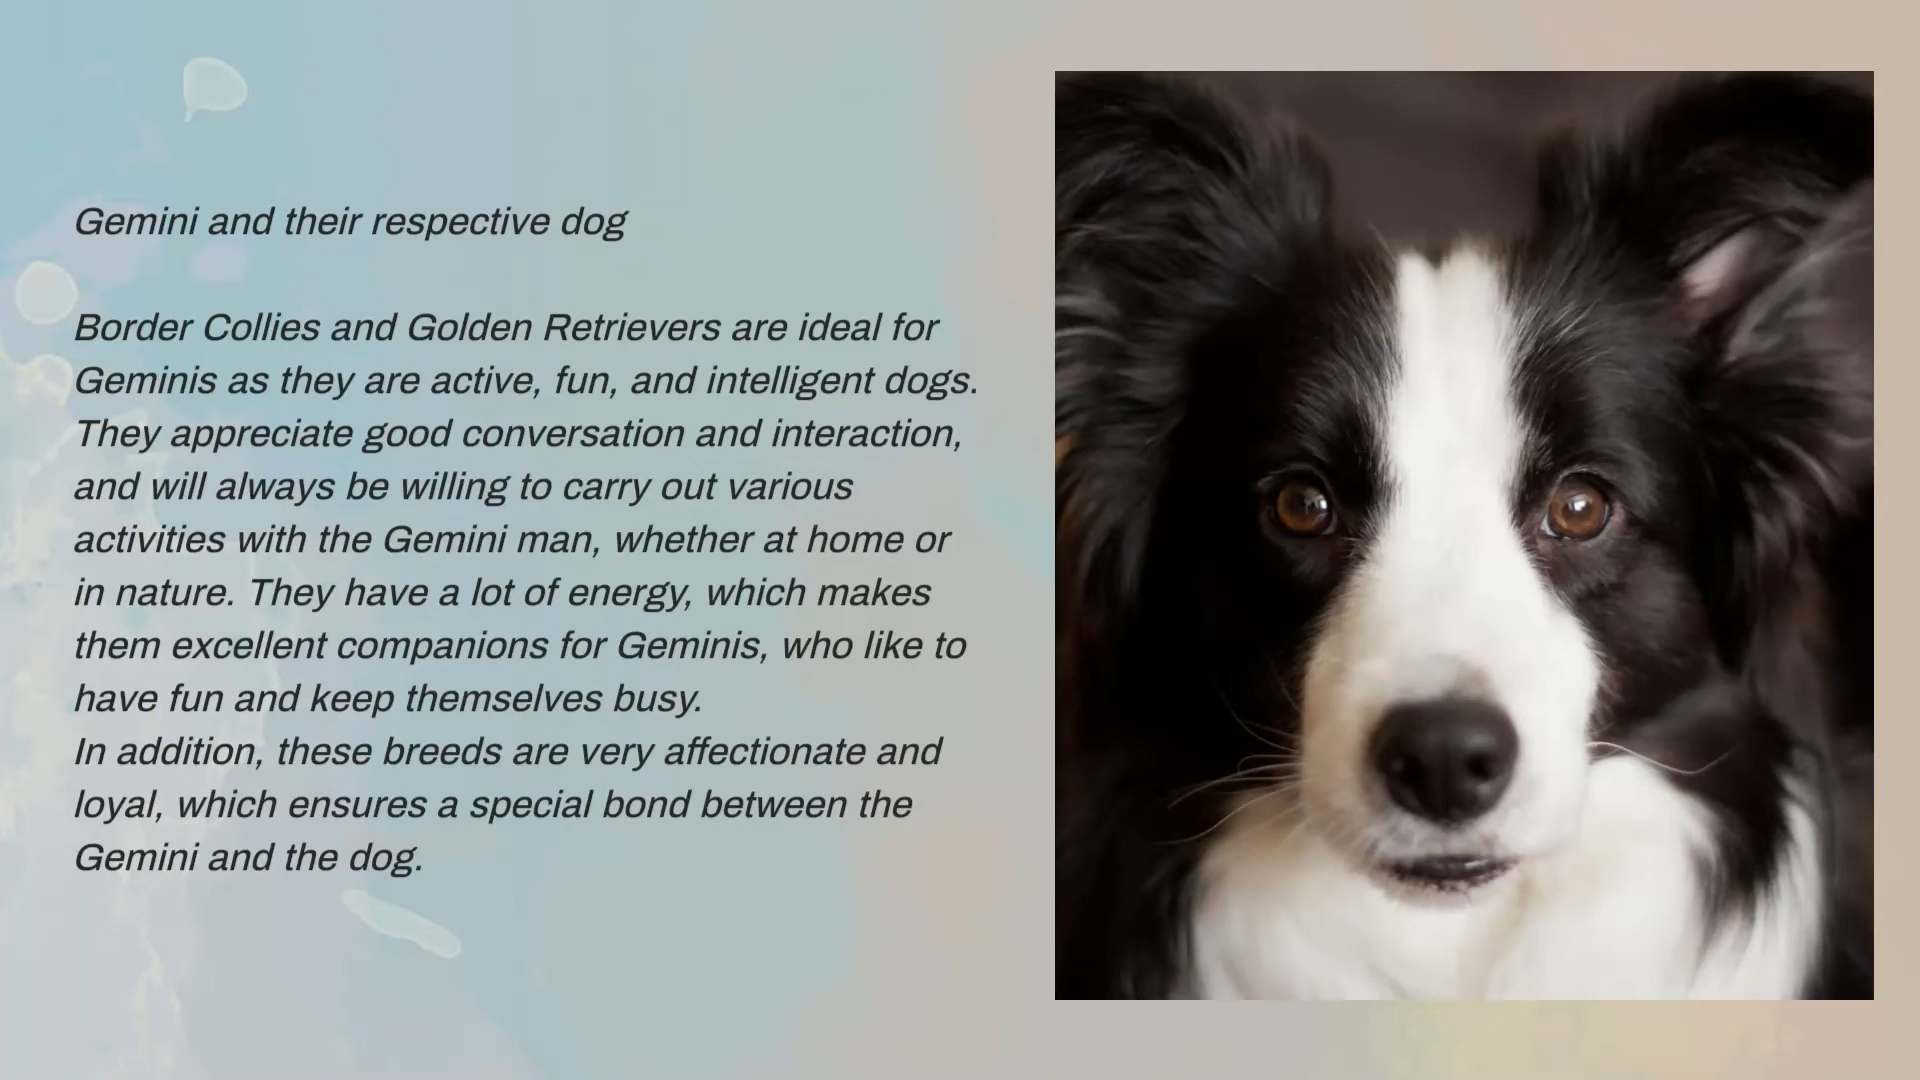 Gemini and their respective dog
Border Collies and Golden Retrievers are ideal for
Geminis as they are active, fun, and intelligent dogs.
They appreciate good conversation and interaction,
and will always be willing to carry out various
activities with the Gemini man, whether at home or
in nature. They have a lot of energy, which makes
them excellent companions for Geminis, who like to
have fun and keep themselves busy.
In addition, these breeds are very affectionate and
loyal, which ensures a special bond between the
Gemini and the dog.